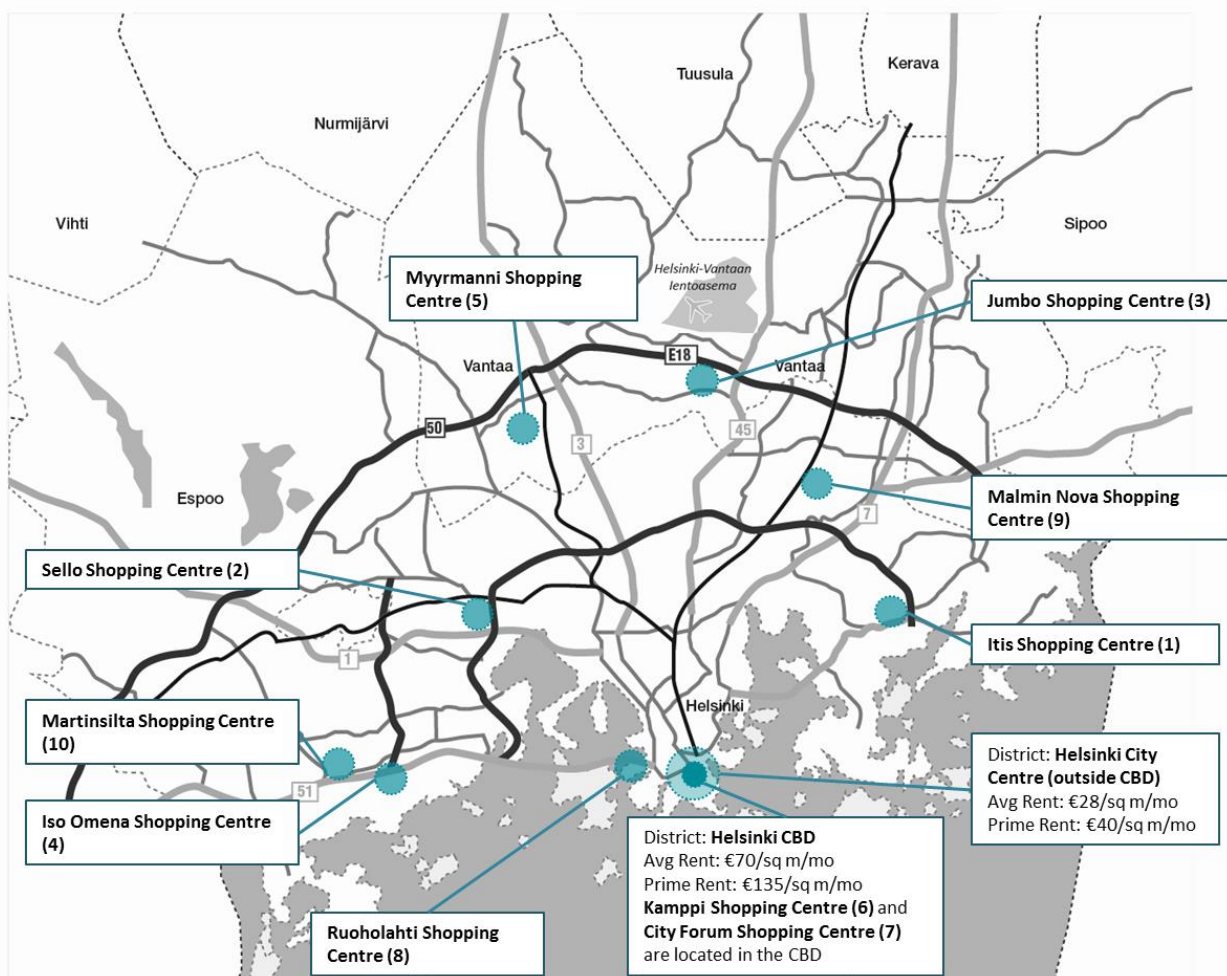 Kerava
Tuusula
Nurmijärvi
Vihti
Sipoo
Myyrmanni Shopping
Centre (5)
Helsinki-Vantaan
lentoasema
Jumbo Shopping Centre (3)
E18
Vantaa
Vantaa
50
3
45
Espoo
7
Malmin Nova Shopping
Centre (9)
Sello Shopping Centre (2)
1
Itis Shopping Centre (1)
Helsinki
Martinsilta Shopping Centre
(10)
51
Iso Omena Shopping Centre
(4)
District: Helsinki City
Centre (outside CBD)
Avg Rent: €28/sq m/mo
Prime Rent: €40/sq m/mo
District: Helsinki CBD
Avg Rent: €70/sq m/mo
Prime Rent: €135/sq m/mo
Kamppi Shopping Centre (6) and
City Forum Shopping Centre (7)
are located in the CBD
Ruoholahti Shopping
Centre (8)